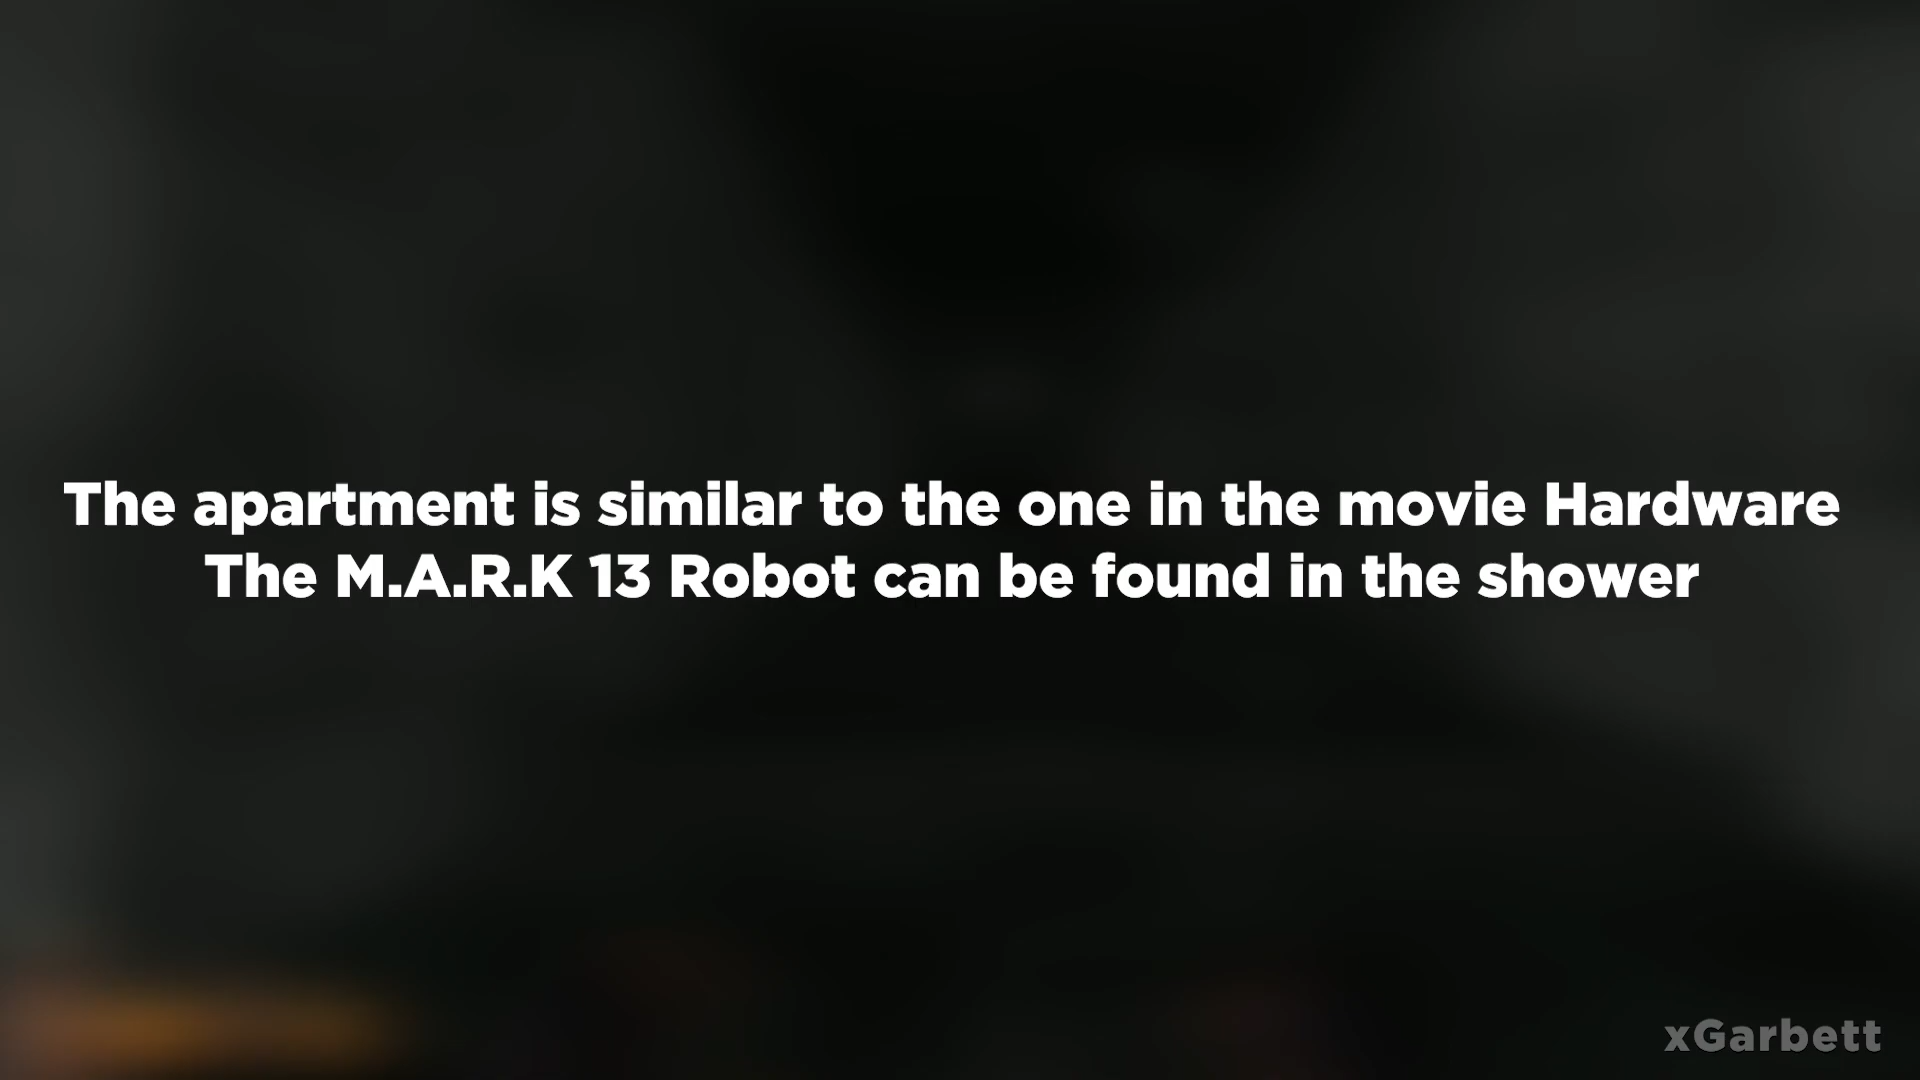 The apartment is similar to the one in the movie Hardware
The M.A.R.K 13 Robot can be found in the shower
xGarbett